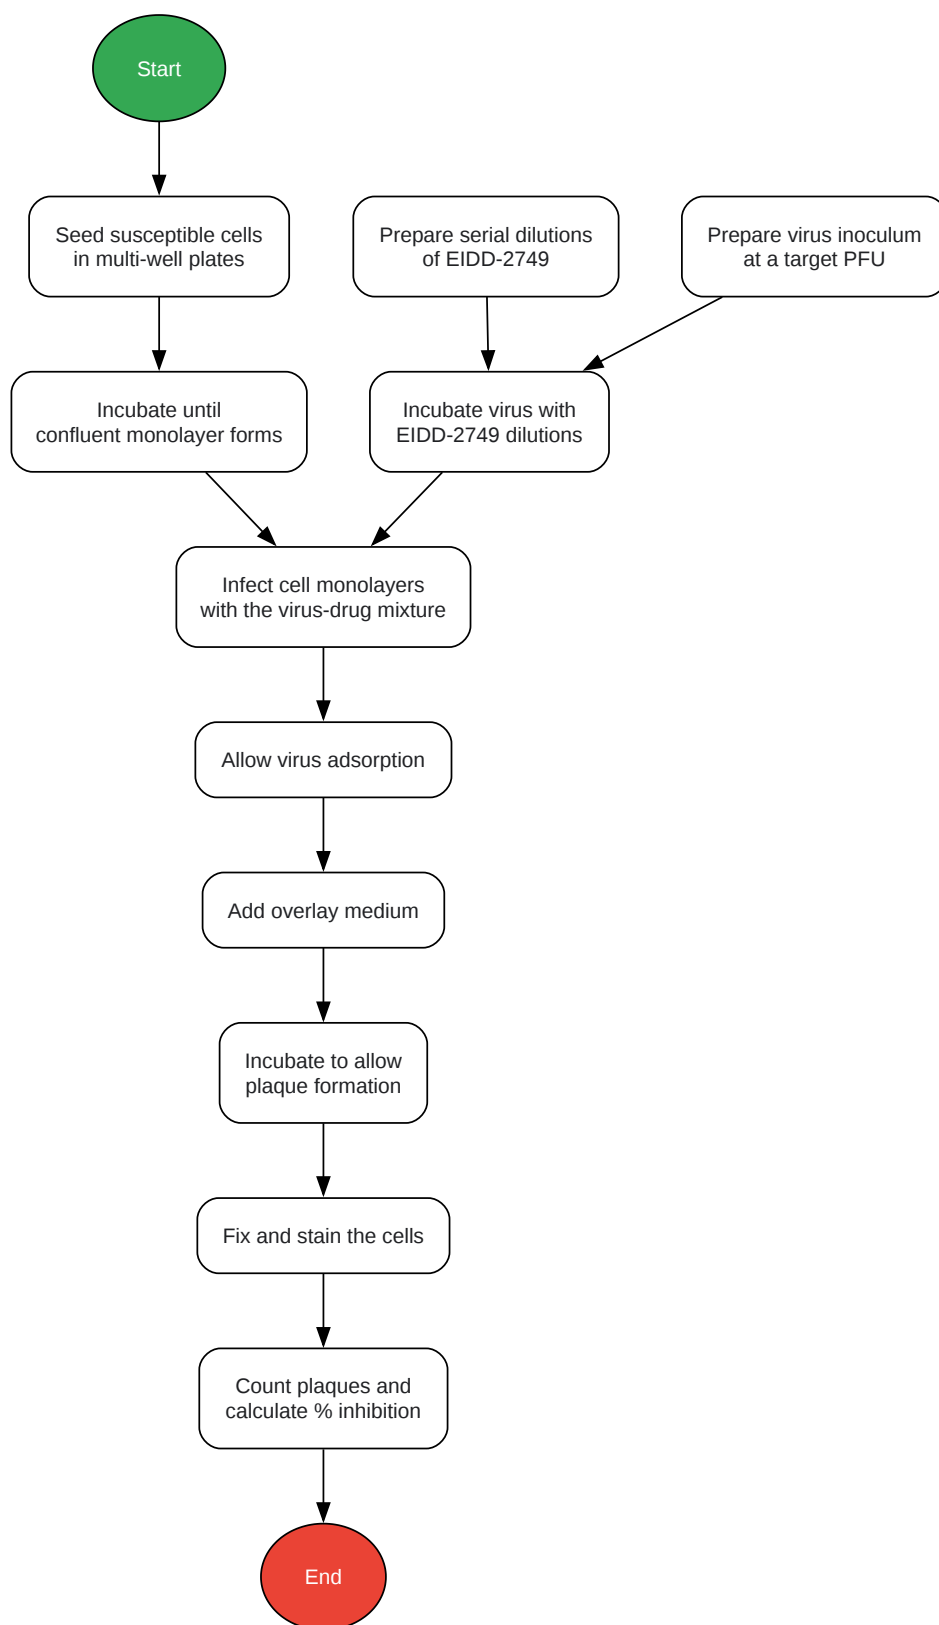 Start
Seed susceptible cells
in multi-well plates
Prepare serial dilutions
of EIDD-2749
Prepare virus inoculum
at a target PFU
Incubate until
confluent monolayer forms
Incubate virus with
EIDD-2749 dilutions
Infect cell monolayers
with the virus-drug mixture
Allow virus adsorption
Add overlay medium
Incubate to allow
plaque formation
Fix and stain the cells
Count plaques and
calculate % inhibition
End